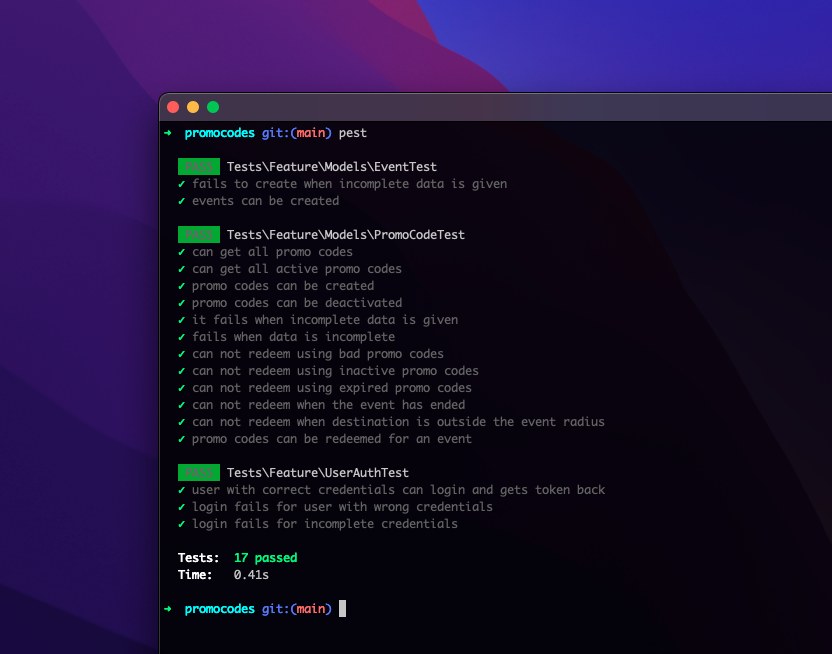 ➜ promocodes git:(main) pest
PASS Tests\Feature\Models\EventTest
✓ fails to create when incomplete data is given
✓ events can be created
PASS Tests\Feature\Models\PromoCodeTest
✓ can get all promo codes
✓ can get all active promo codes
✓ promo codes can be created
✓ promo codes can be deactivated
✓ it fails when incomplete data is given
✓ fails when data is incomplete
✓ can not redeem using bad promo codes
✓ can not redeem using inactive promo codes
✓ can not redeem using expired promo codes
✓ can not redeem when the event has ended
✓ can not redeem when destination is outside the event radius
✓ promo codes can be redeemed for an event
PASS Tests\Feature\UserAuthTest
✓ user with correct credentials can login and gets token back
✓ login fails for user with wrong credentials
✓ login fails for incomplete credentials
Tests: 17 passed
Time: 0.41s
➜ promocodes git:(main)